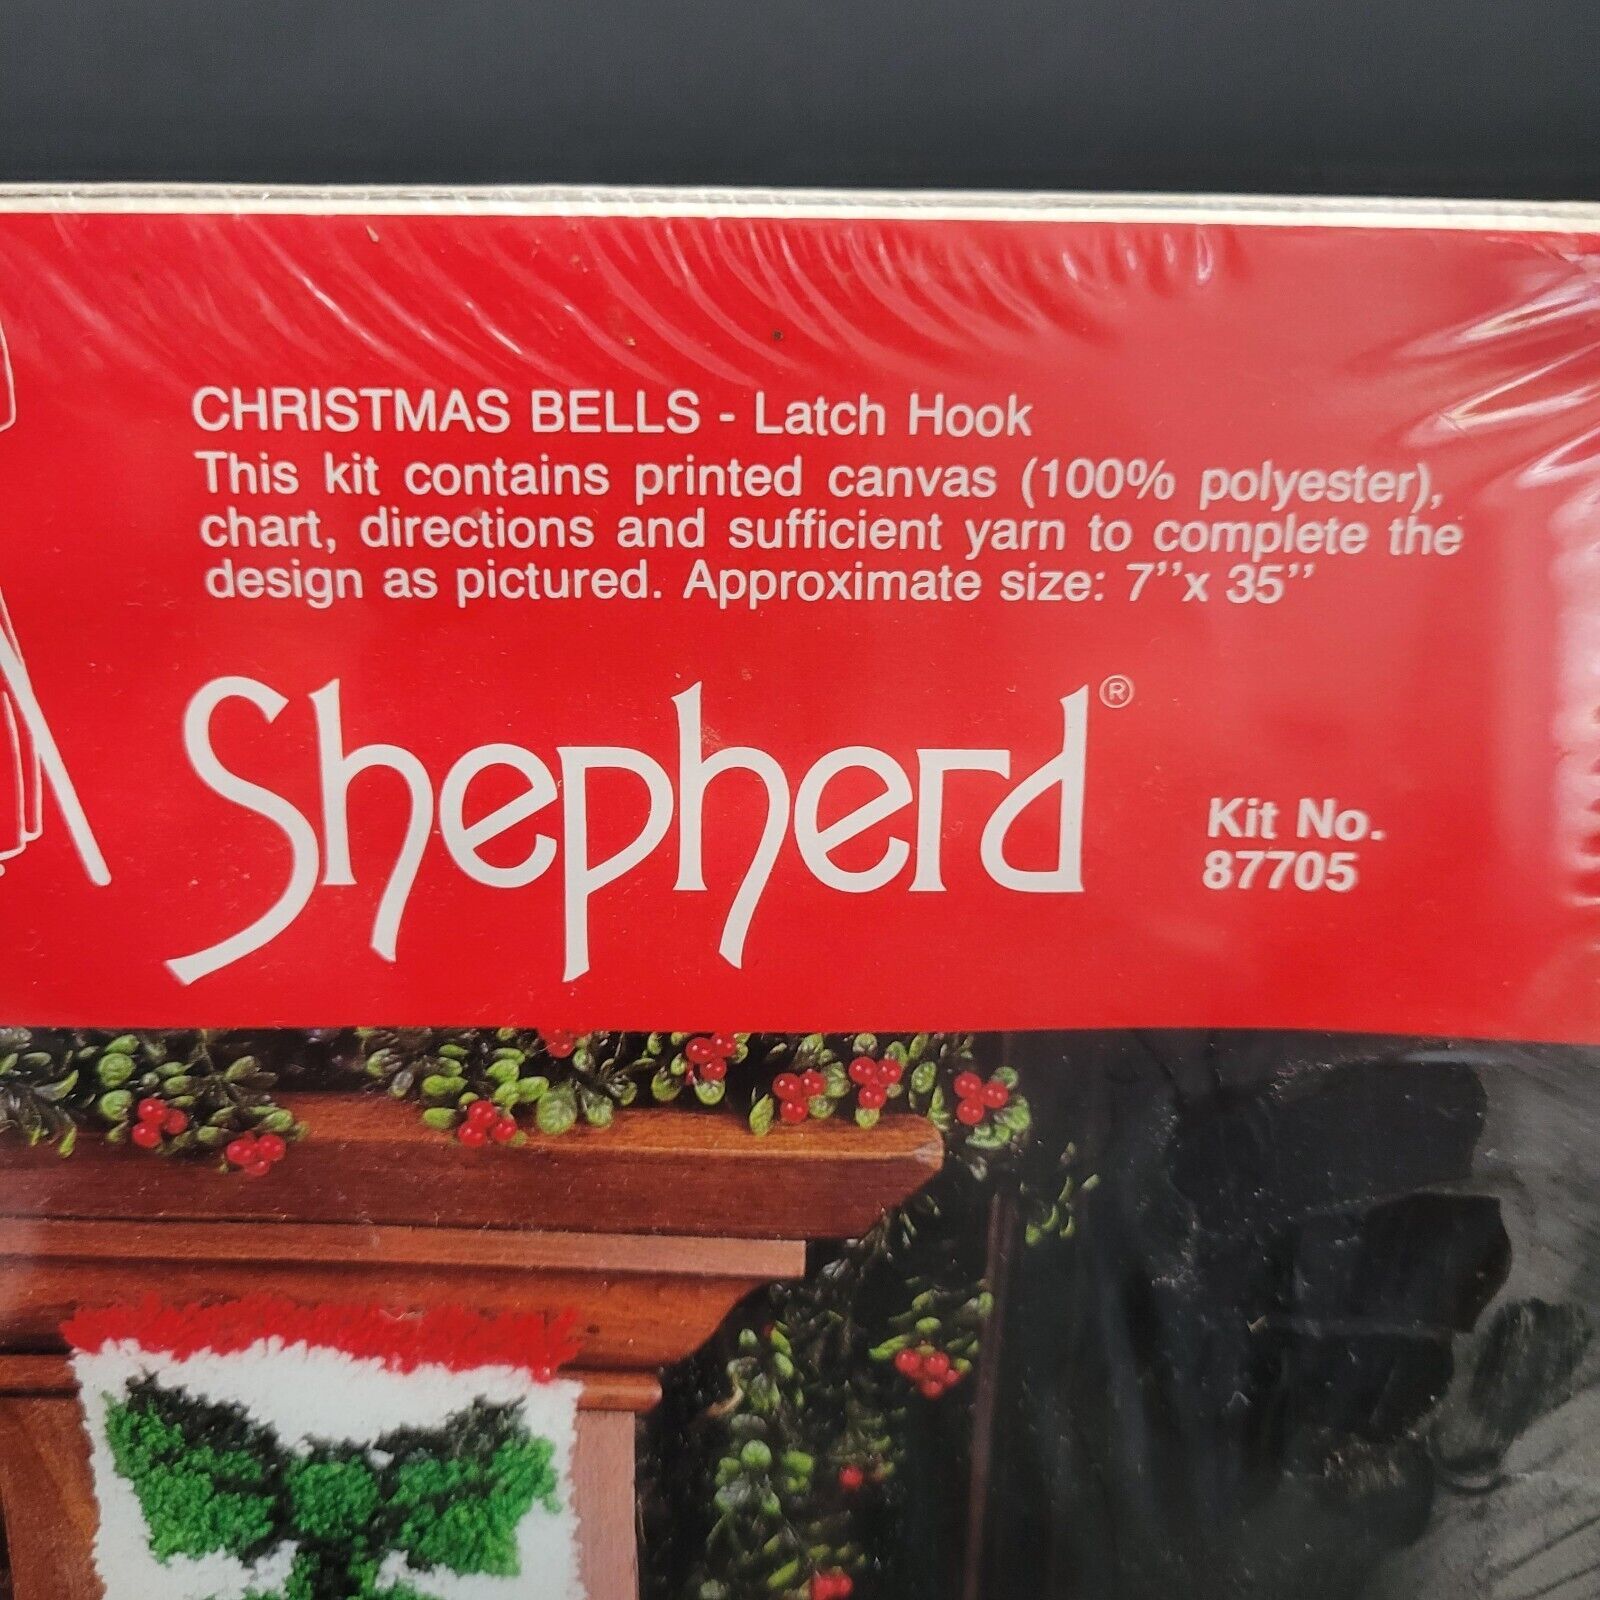 CHRISTMAS BELLS - Latch Hook
This kit contains printed canvas (100% polyester),
chart, directions and sufficient yarn to complete the
design as pictured. Approximate size: 7''x 35''
Shepherd®
Kit No.
87705